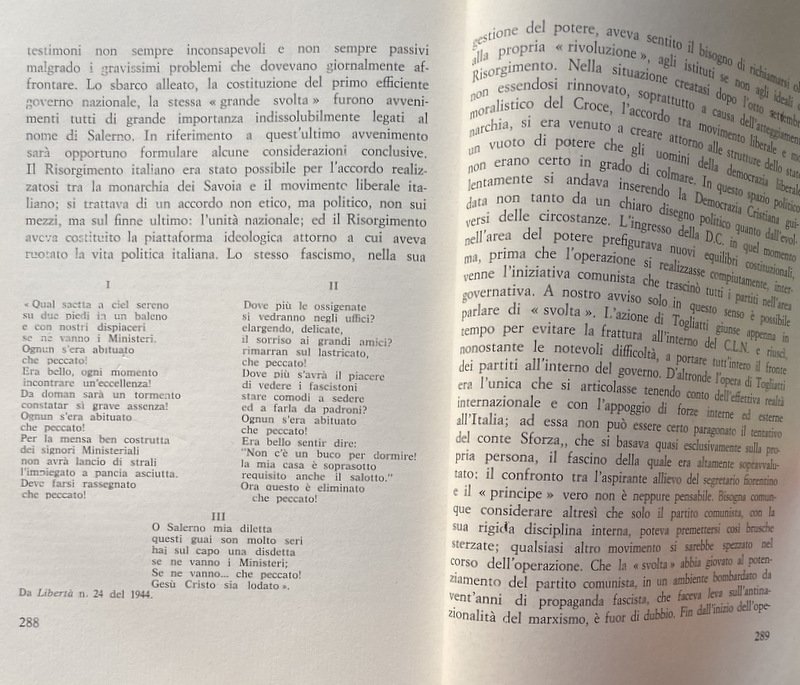 testimoni non sempre inconsapevoli e non sempre passivi
malgrado i gravissimi problemi che dovevano giornalmente af-
frontare. Lo sbarco alleato, la costituzione del primo efficiente
governo nazionale, la stessa « grande svolta » furono avveni-
menti tutti di grande importanza indissolubilmente legati al
nome di Salerno. In riferimento a quest'ultimo avvenimento
sarà opportuno formulare alcune considerazioni conclusive.
Il Risorgimento italiano era stato possibile per l'accordo realiz-
zatosi tra la monarchia dei Savoia e il movimento liberale ita-
liano; si trattava di un accordo non etico, ma politico, non sui
mezzi, ma sul finne ultimo: l'unità nazionale; ed il Risorgimento
aveva costituito la piattaforma ideologica attorno a cui aveva
ruotato la vita politica italiana. Lo stesso fascismo, nella sua
I
« Qual saetta a ciel sereno
su due piedi in un baleno
e con nostri dispiaceri
se ne vanno i Ministeri.
Ognun s'era abituato
che peccato!
Era bello, ogni momento
incontrare un'eccellenza!
Da doman sarà un tormento
constatar sì grave assenza!
Ognun s'era abituato
che peccato!
Per la mensa ben costrutta
dei signori Ministeriali
non avrà lancio di strali
l'impiegato a pancia asciutta.
Deve farsi rassegnato
che peccato!
II
Dove più le ossigenate
si vedranno negli uffici?
elargendo, delicate,
il sorriso ai grandi amici?
rimarran sul lastricato,
che peccato!
Dove più s'avrà il piacere
di vedere i fascistoni
stare comodi a sedere
ed a farla da padroni?
Ognun s'era abituato
che peccato!
Era bello sentir dire:
"Non c'è un buco per dormire!
la mia casa è soprasotto
requisito anche il salotto."
Ora questo è eliminato
che peccato!
III
O Salerno mia diletta
questi guai son molto seri
hai sul capo una disdetta
se ne vanno i Ministeri;
Se ne vanno... che peccato!
Gesù Cristo sia lodato ».
Da Libertà n. 24 del 1944.
288
gestione del potere, aveva sentito il bisogno di richiamarsi
alla propria « rivoluzione », agli istituti se non agli ideali
Risorgimento. Nella situazione creatasi dopo l'otto settembre
non essendosi rinnovato, soprattutto a causa dell'atteggiamento
moralistico del Croce, l'accordo tra movimento liberale e
narchia, si era venuto a creare attorno alle strutture dello stato
un vuoto di potere che gli uomini della democrazia liberale
non erano certo in grado di colmare. In questo spazio politico
lentamente si andava inserendo la Democrazia Cristiana gui-
data non tanto da un chiaro disegno politico quanto dall'evol-
versi delle circostanze. L'ingresso della D.C. in quel momento
nell'area del potere prefigurava nuovi equilibri costituzionali,
ma, prima che l'operazione si realizzasse compiutamente, inter-
venne l'iniziativa comunista che trascinò tutti i partiti nell'area
governativa. A nostro avviso solo in questo senso è possibile
parlare di « svolta ». L'azione di Togliatti giunse appena in
tempo per evitare la frattura all'interno del C.L.N. e riuscì,
nonostante le notevoli difficoltà, a portare tutt'intero il fronte
dei partiti all'interno del governo. D'altronde l'opera di Togliatti
era l'unica che si articolasse tenendo conto dell'effettiva realtà
internazionale e con l'appoggio di forze interne ed esterne
all'Italia; ad essa non può essere certo paragonato il tentativo
del conte Sforza,, che si basava quasi esclusivamente sulla pro-
pria persona, il fascino della quale era altamente sopravvalu-
tato: il confronto tra l'aspirante allievo del segretario fiorentino
e il « principe » vero non è neppure pensabile. Bisogna comun-
que considerare altresì che solo il partito comunista, con la
sua rigida disciplina interna, poteva premettersi così brusche
sterzate; qualsiasi altro movimento si sarebbe spezzato nel
corso dell'operazione. Che la « svolta » abbia giovato al poten-
ziamento del partito comunista, in un ambiente bombardato da
vent'anni di propaganda fascista, che faceva leva sull'antina-
zionalità del marxismo, è fuor di dubbio. Fin dall'inizio dell'ope-
289